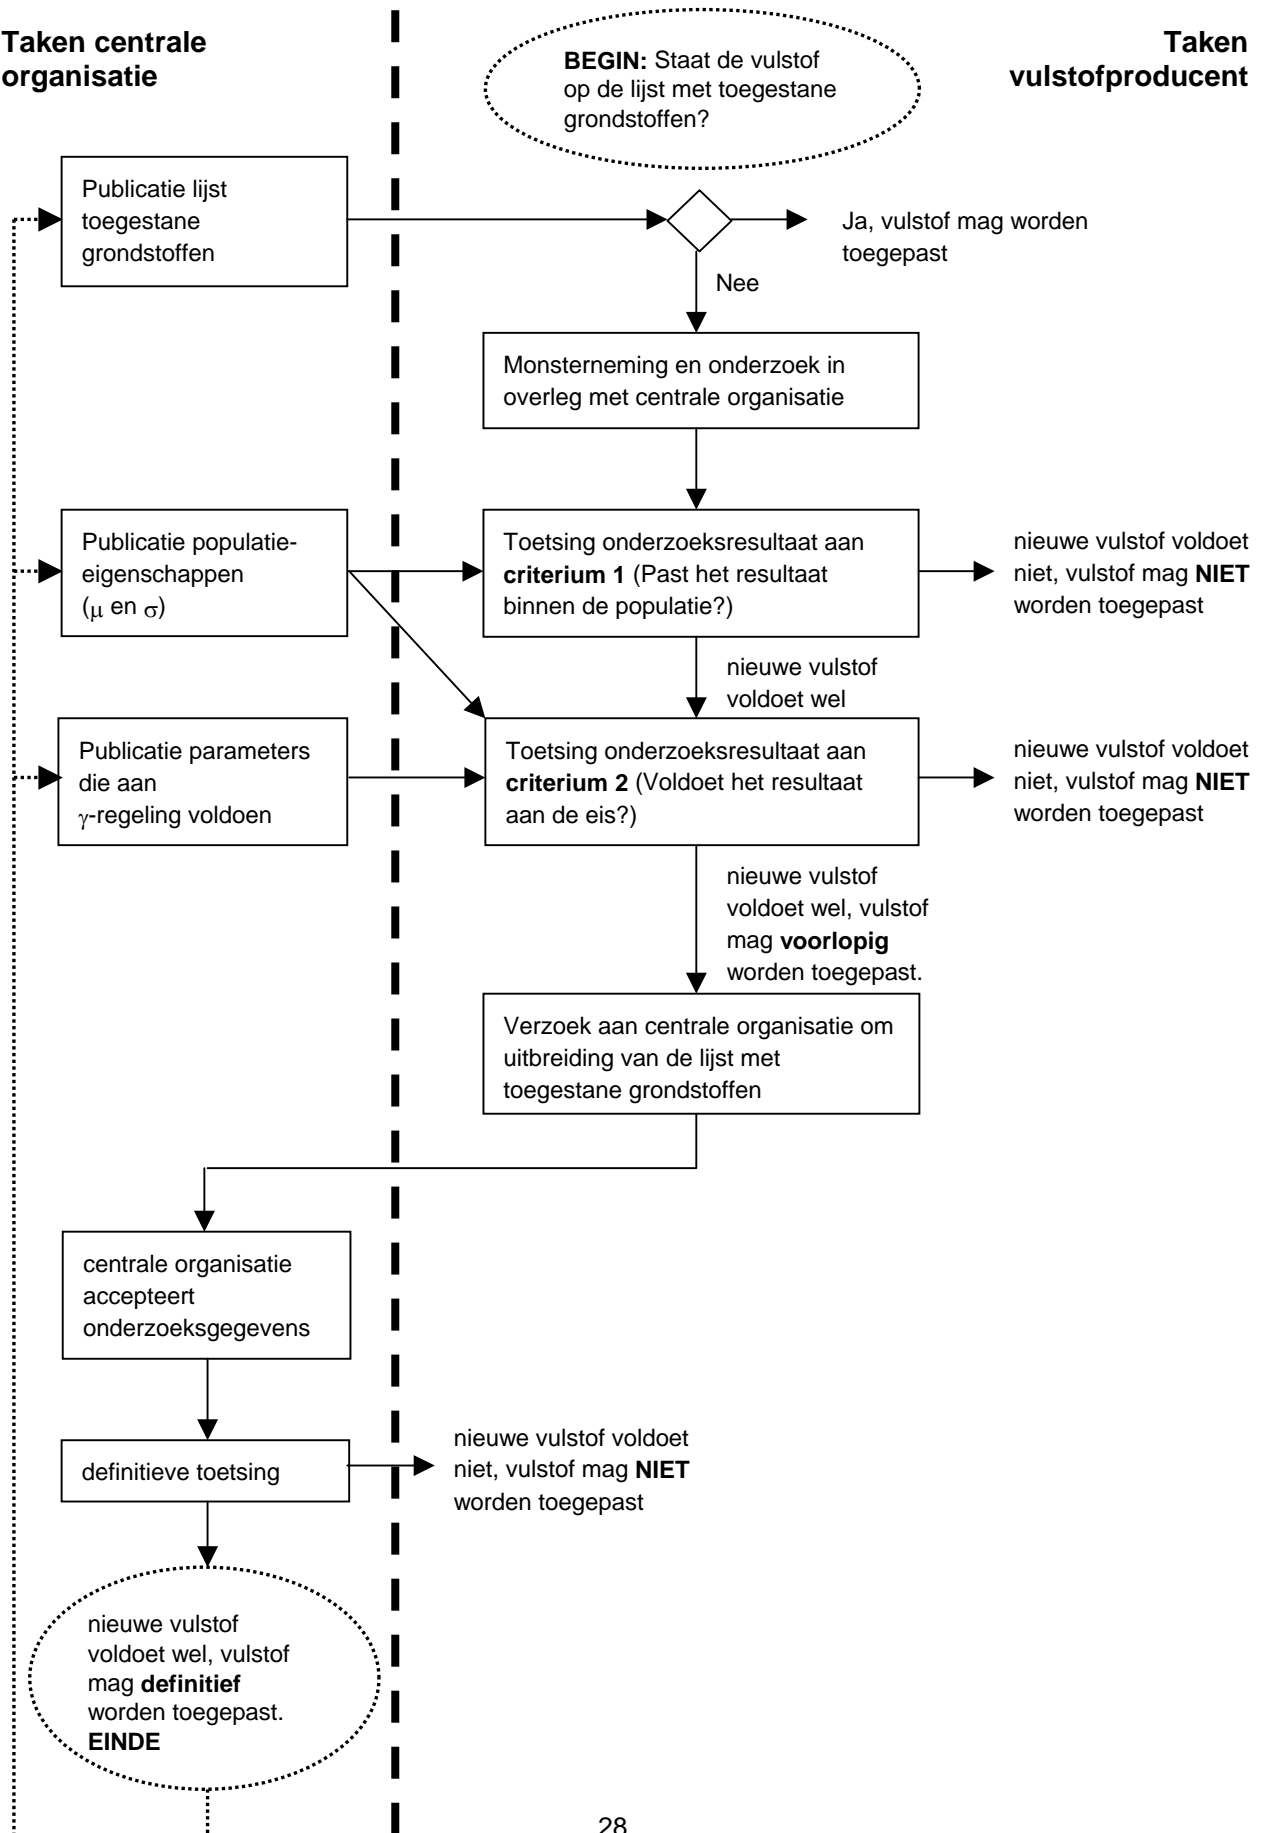 Taken centrale
organisatie
BEGIN: Staat de vulstof
op de lijst met toegestane
grondstoffen?
Taken
vulstofproducent
Publicatie lijst
toegestane
grondstoffen
Ja, vulstof mag worden
toegepast
Nee
Monsterneming en onderzoek in
overleg met centrale organisatie
Publicatie populatie-
eigenschappen
(μ en σ)
Toetsing onderzoeksresultaat aan
criterium 1 (Past het resultaat
binnen de populatie?)
nieuwe vulstof voldoet
niet, vulstof mag NIET
worden toegepast
nieuwe vulstof
voldoet wel
Publicatie parameters
die aan
γ-regeling voldoen
Toetsing onderzoeksresultaat aan
criterium 2 (Voldoet het resultaat
aan de eis?)
nieuwe vulstof voldoet
niet, vulstof mag NIET
worden toegepast
nieuwe vulstof
voldoet wel, vulstof
mag voorlopig
worden toegepast.
Verzoek aan centrale organisatie om
uitbreiding van de lijst met
toegestane grondstoffen
centrale organisatie
accepteert
onderzoeksgegevens
definitieve toetsing
nieuwe vulstof voldoet
niet, vulstof mag NIET
worden toegepast
nieuwe vulstof
voldoet wel, vulstof
mag definitief
worden toegepast.
EINDE
28